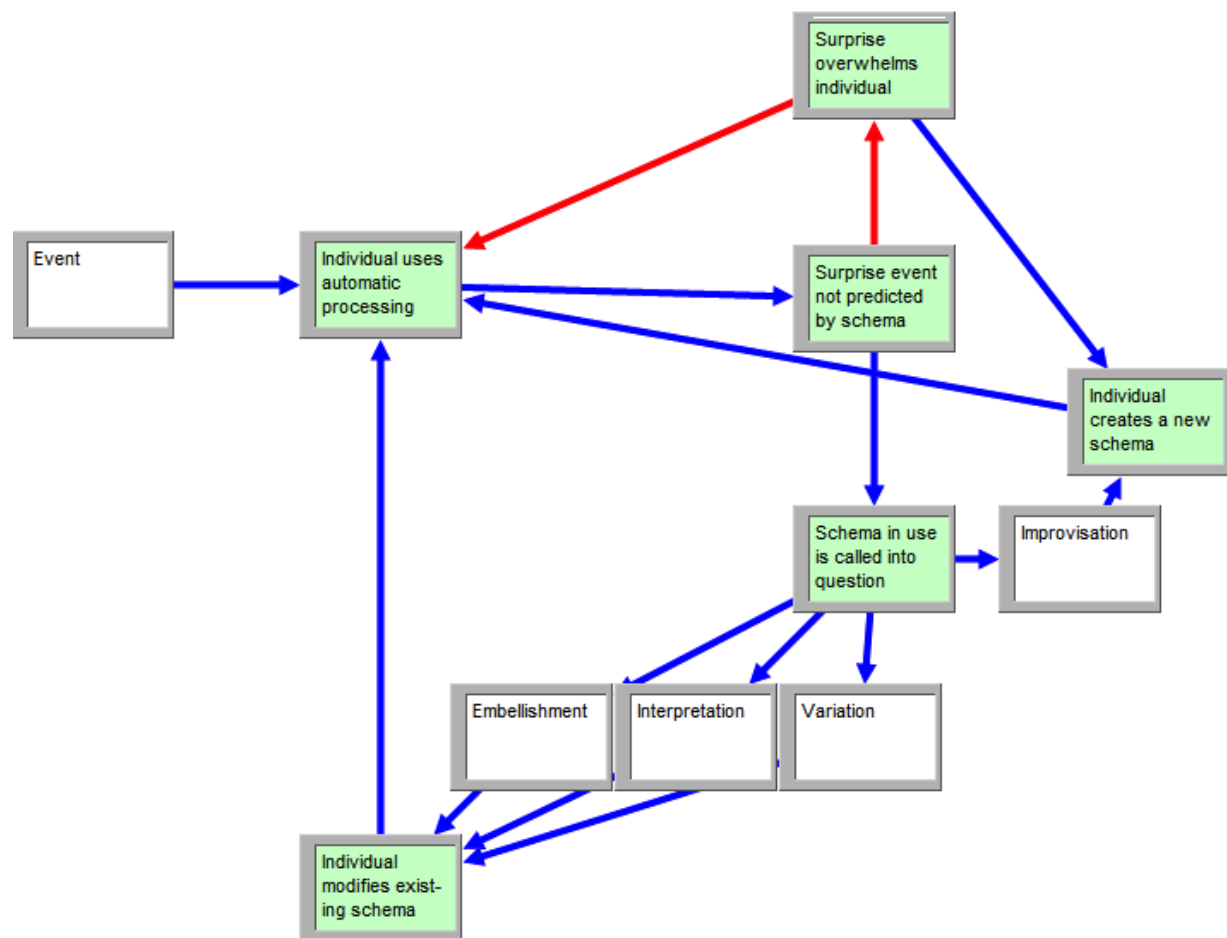 Surprise
overwhelms
individual
Event
Individual uses
automatic
processing
Surprise event
not predicted
by schema
Individual
creates a new
schema
Schema in use
is called into
question
Improvisation
Embellishment
Interpretation
Variation
Individual
modifies exist-
ing schema